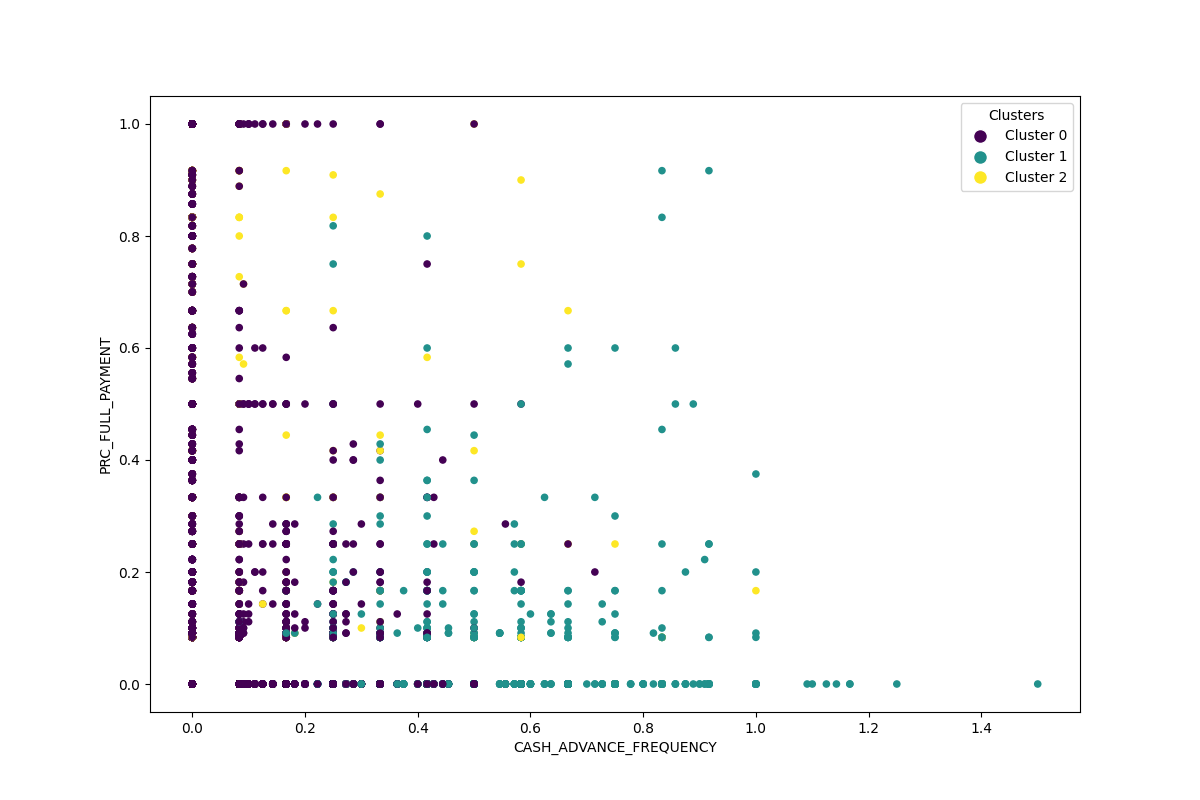 Clusters
Cluster 0
Cluster 1
Cluster 2
1.0
0.8
0.6
0.4
0.2
0.0
PRC_FULL_PAYMENT
0.0 0.2 0.4 0.6 0.8 1.0 1.2 1.4
CASH_ADVANCE_FREQUENCY